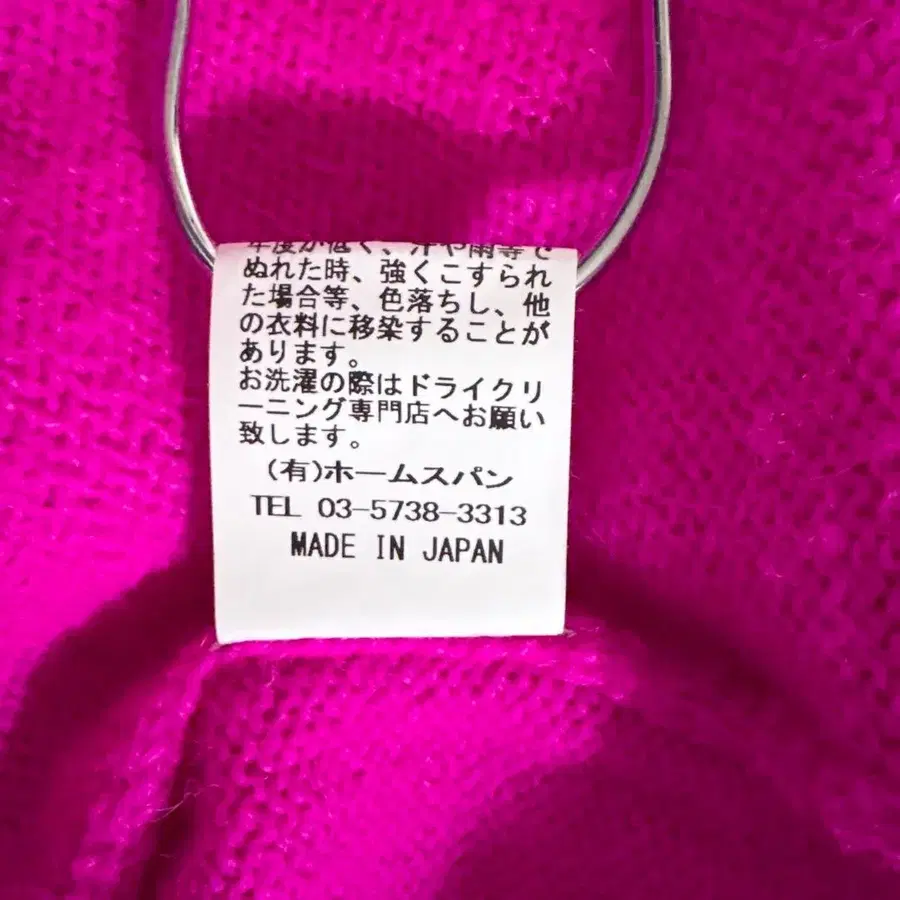 ぬれた時、強くこすられ
た場合等、色落ちし、他
の衣料に移染することが
あります。
お洗濯の際はドライクリ
ーニング専門店へお願い
致します。
(有)ホームスパン
TEL 03-5738-3313
MADE IN JAPAN